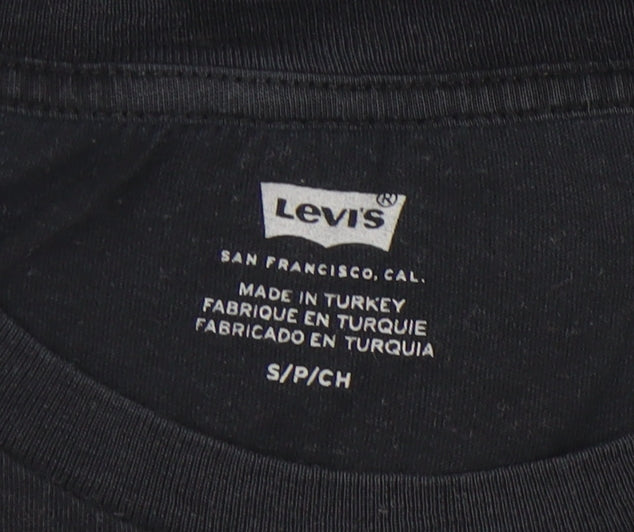 Levi's®
SAN FRANCISCO, CAL.
MADE IN TURKEY
FABRIQUE EN TURQUIE
FABRICADO EN TURQUIA
S/P/CH